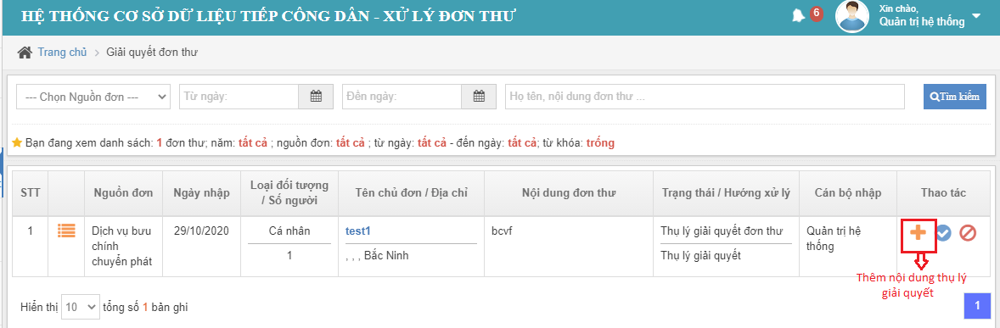 HỆ THỐNG CƠ SỞ DỮ LIỆU TIẾP CÔNG DÂN - XỬ LÝ ĐƠN THƯ
6
Xin chào,
Quản trị hệ thống
Trang chủ > Giải quyết đơn thư
--- Chọn Nguồn đơn ---
Từ ngày:
Đến ngày:
Họ tên, nội dung đơn thư ...
Tìm kiếm
Bạn đang xem danh sách: 1 đơn thư; năm: tất cả ; nguồn đơn: tất cả ; từ ngày: tất cả - đến ngày: tất cả; từ khóa: trống
STT
Nguồn đơn
Ngày nhập
Loại đối tượng
/ Số người
Tên chủ đơn / Địa chỉ
Nội dung đơn thư
Trạng thái / Hướng xử lý
Cán bộ nhập
Thao tác
1
Dịch vụ bưu
chính
chuyển phát
29/10/2020
Cá nhân
1
test1
, , , Bắc Ninh
bcvf
Thụ lý giải quyết đơn thư
Thụ lý giải quyết
Quản trị hệ
thống
Thêm nội dung thụ lý
giải quyết
Hiển thị 10 tổng số 1 bản ghi
1